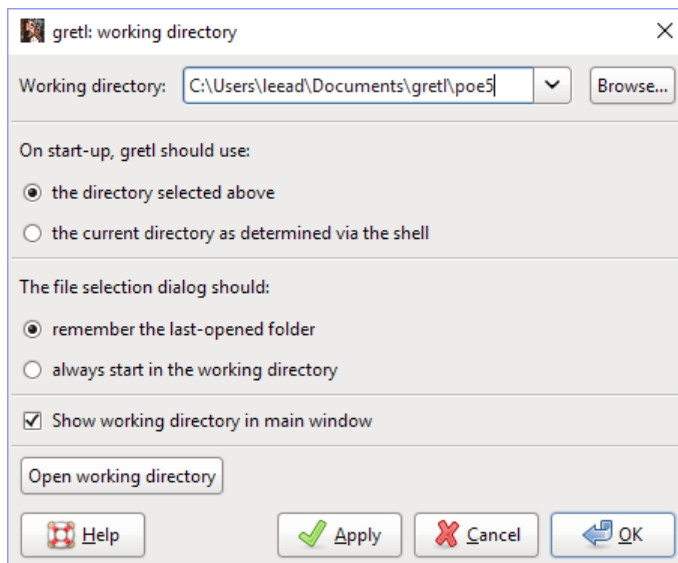 gretl: working directory
Working directory: C:\Users\leead\Documents\gretl\poe5 Browse...
On start-up, gretl should use:
the directory selected above
the current directory as determined via the shell
The file selection dialog should:
remember the last-opened folder
always start in the working directory
Show working directory in main window
Open working directory
Help Apply Cancel OK